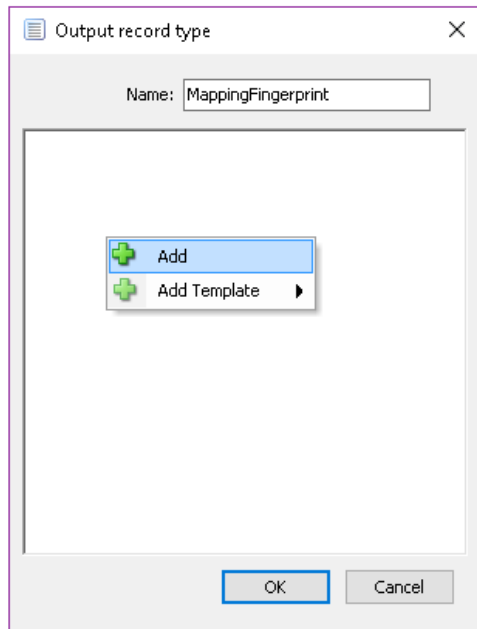 Output record type
Name: MappingFingerprint
Add
Add Template
OK Cancel